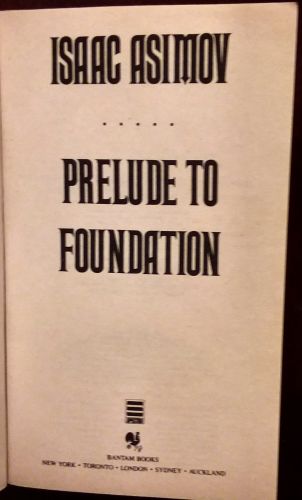 ISAAC ASIMOV
PRELUDE TO
FOUNDATION
BANTAM BOOKS
NEW YORK • TORONTO • LONDON • SYDNEY • AUCKLAND